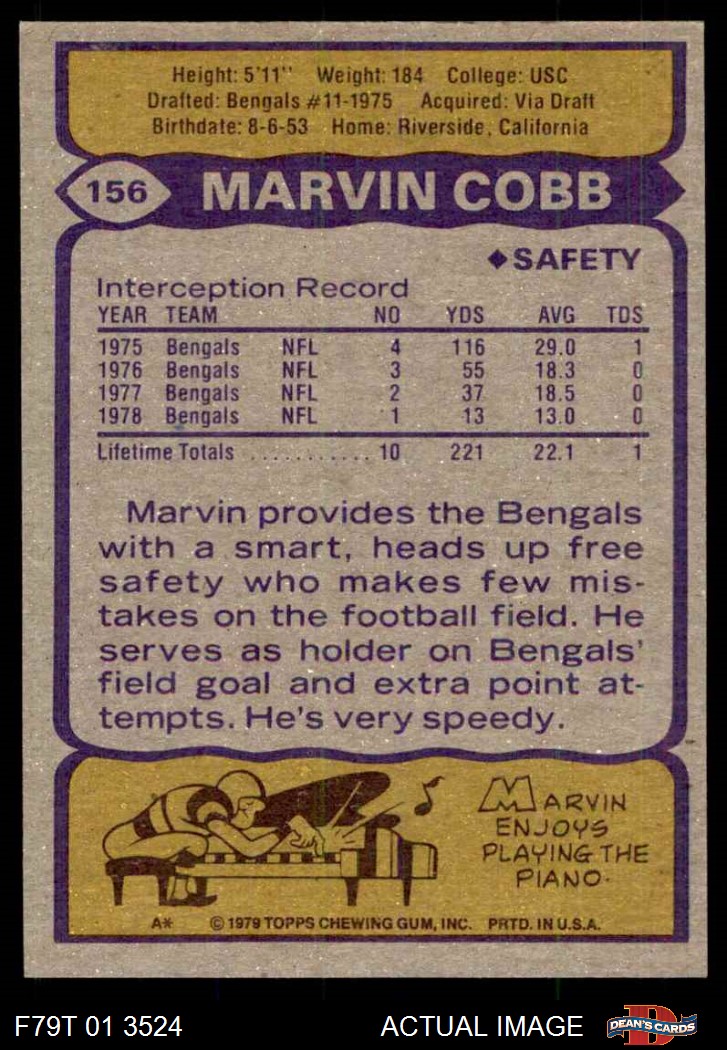 Height: 5'11" Weight: 184 College: USC
Drafted: Bengals #11-1975 Acquired: Via Draft
Birthdate: 8-6-53 Home: Riverside, California
156 MARVIN COBB
◆SAFETY
Interception Record
YEAR TEAM NO YDS AVG TDS
1975 Bengals NFL 4 116 29.0 1
1976 Bengals NFL 3 55 18.3 0
1977 Bengals NFL 2 37 18.5 0
1978 Bengals NFL 1 13 13.0 0
Lifetime Totals ........... 10 221 22.1 1
Marvin provides the Bengals
with a smart, heads up free
safety who makes few mis-
takes on the football field. He
serves as holder on Bengals'
field goal and extra point at-
tempts. He's very speedy.
MARVIN
ENJOYS
PLAYING THE
PIANO.
A* © 1979 TOPPS CHEWING GUM, INC. PRTD. IN U.S.A.
F79T 01 3524 ACTUAL IMAGE D DEAN'S CARDS